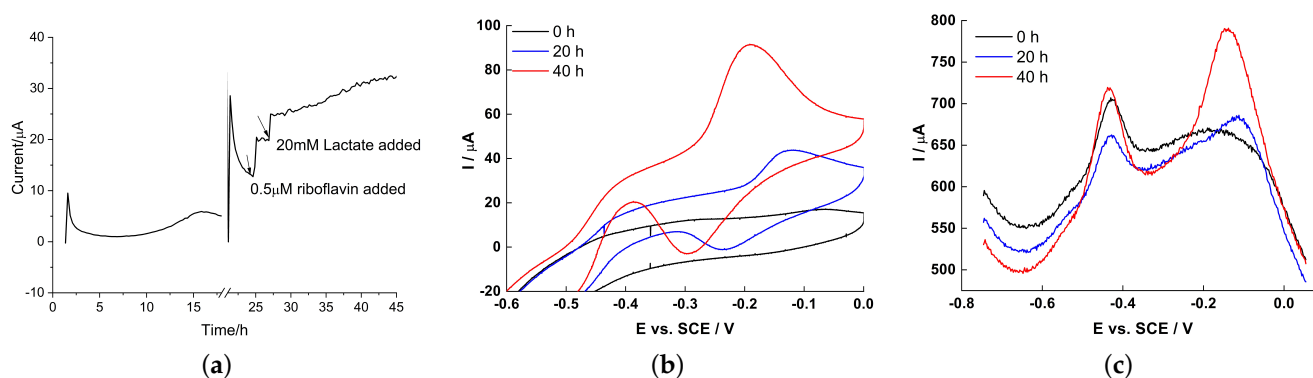 40
30
20
10
0
-10
Current/µA
20mM Lactate added
0.5µM riboflavin added
0 5 10 15 25 30 35 40 45
Time/h
(a)
100
80
60
40
20
0
-20
I / µA
0 h
20 h
40 h
-0.6 -0.5 -0.4 -0.3 -0.2 -0.1 0.0
E vs. SCE / V
(b)
800
750
700
650
600
550
500
I / µA
0 h
20 h
40 h
-0.8 -0.6 -0.4 -0.2 0.0
E vs. SCE / V
(c)